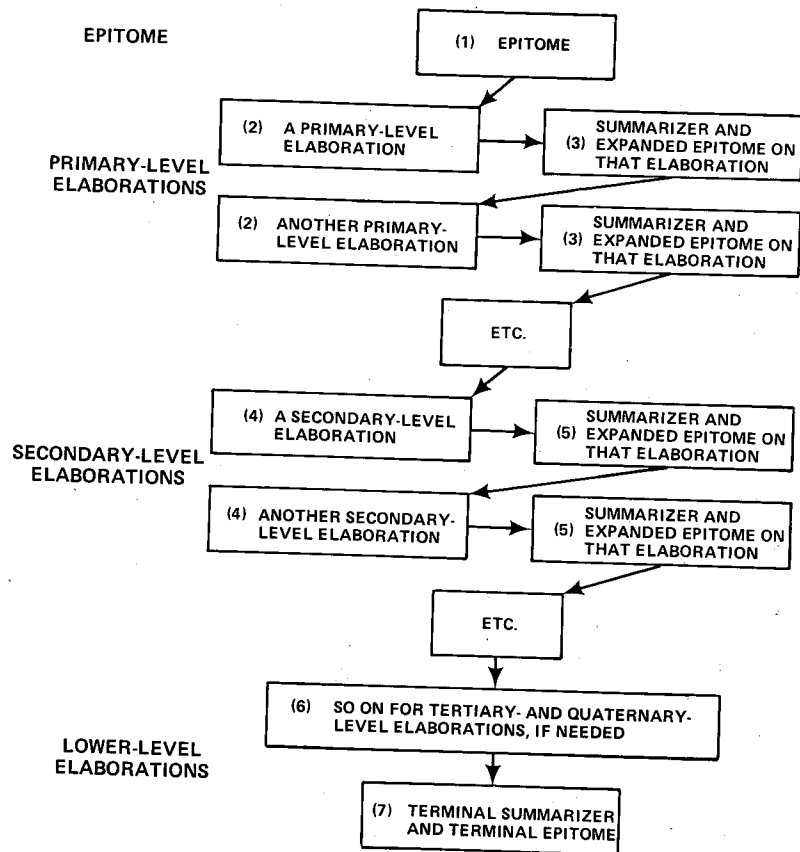 EPITOME
(1) EPITOME
(2) A PRIMARY-LEVEL
ELABORATION
SUMMARIZER AND
(3) EXPANDED EPITOME ON
THAT ELABORATION
PRIMARY-LEVEL
ELABORATIONS
(2) ANOTHER PRIMARY-
LEVEL ELABORATION
SUMMARIZER AND
(3) EXPANDED EPITOME ON
THAT ELABORATION
ETC.
(4) A SECONDARY-LEVEL
ELABORATION
SUMMARIZER AND
(5) EXPANDED EPITOME ON
THAT ELABORATION
SECONDARY-LEVEL
ELABORATIONS
(4) ANOTHER SECONDARY-
LEVEL ELABORATION
SUMMARIZER AND
(5) EXPANDED EPITOME ON
THAT ELABORATION
ETC.
(6) SO ON FOR TERTIARY- AND QUATERNARY-
LEVEL ELABORATIONS, IF NEEDED
LOWER-LEVEL
ELABORATIONS
(7) TERMINAL SUMMARIZER
AND TERMINAL EPITOME